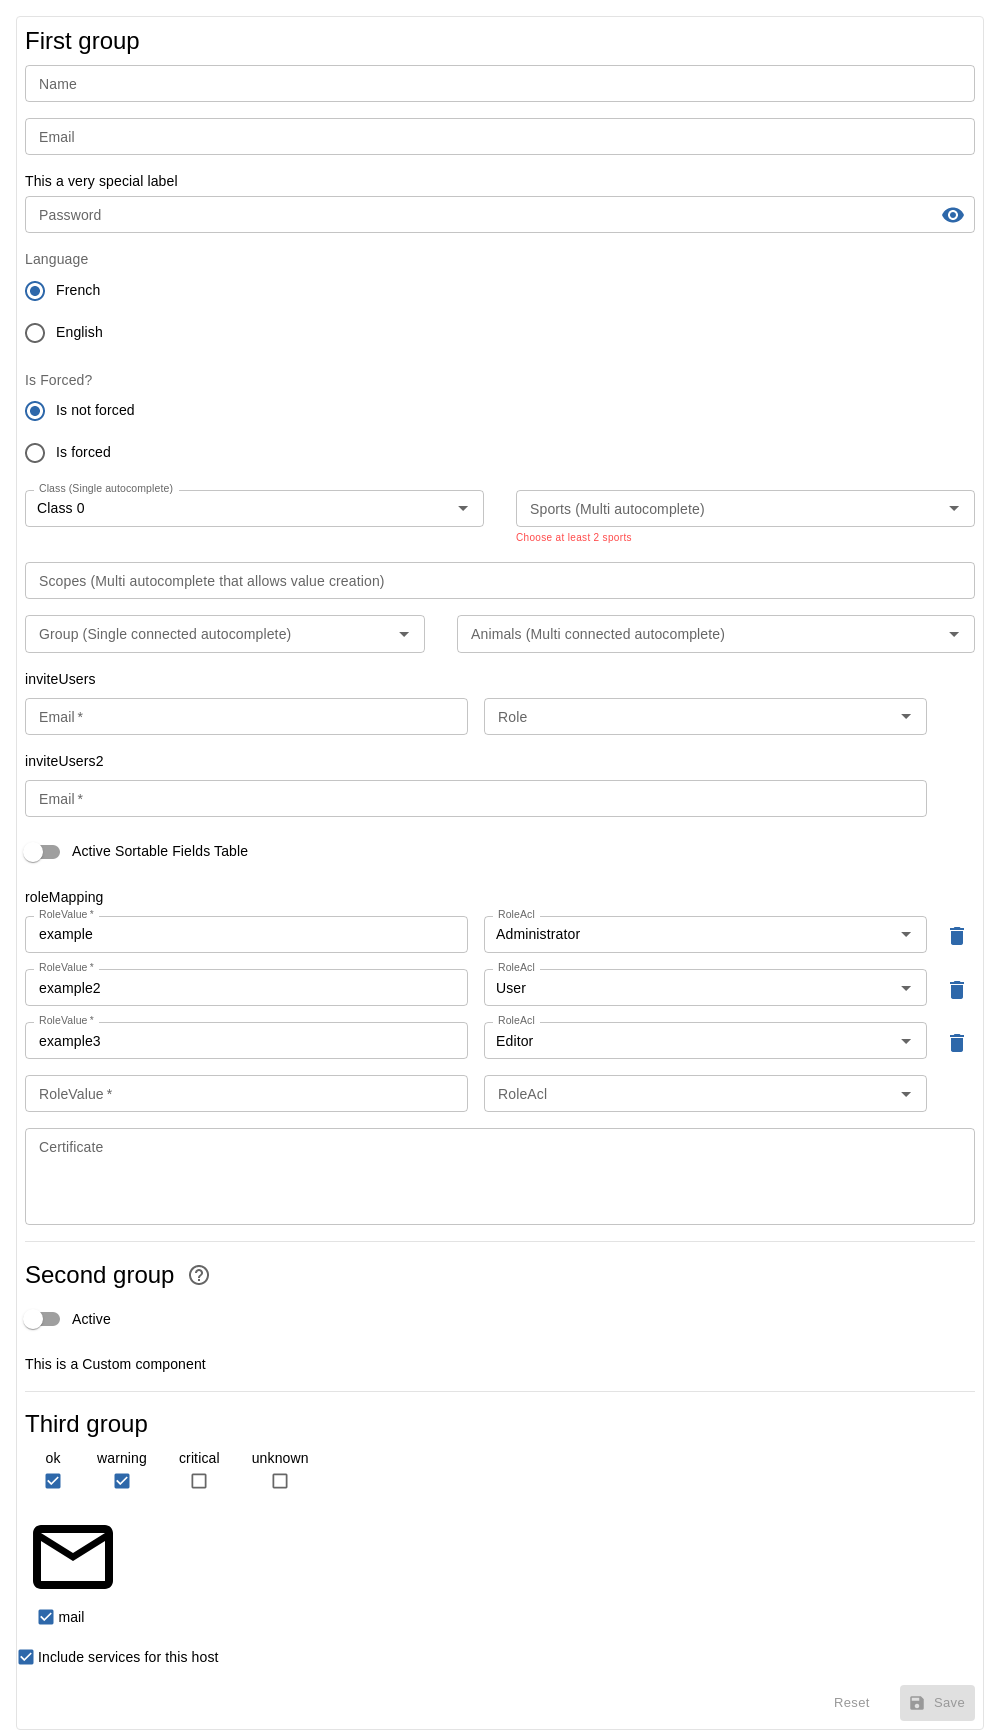 First group
Name
Email
This a very special label
Password
Language
French
English
Is Forced?
Is not forced
Is forced
Class (Single autocomplete)
Class 0
Sports (Multi autocomplete)
Choose at least 2 sports
Scopes (Multi autocomplete that allows value creation)
Group (Single connected autocomplete)
Animals (Multi connected autocomplete)
inviteUsers
Email *
Role
inviteUsers2
Email *
Active Sortable Fields Table
roleMapping
RoleValue *
example
RoleAcl
Administrator
RoleValue *
example2
RoleAcl
User
RoleValue *
example3
RoleAcl
Editor
RoleValue *
RoleAcl
Certificate
Second group
Active
This is a Custom component
Third group
ok warning critical unknown
mail
Include services for this host
Reset Save